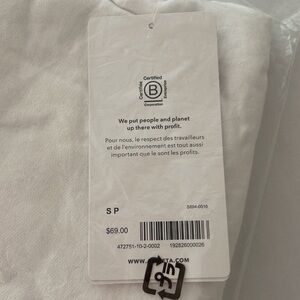 Certified
B
Corporation
We put people and planet
up there with profit.
Pour nous, le respect des travailleurs
et de l'environnement est tout aussi
important que le sont les profits.
S P
$69.00
472751-10-2-0002
192826000026